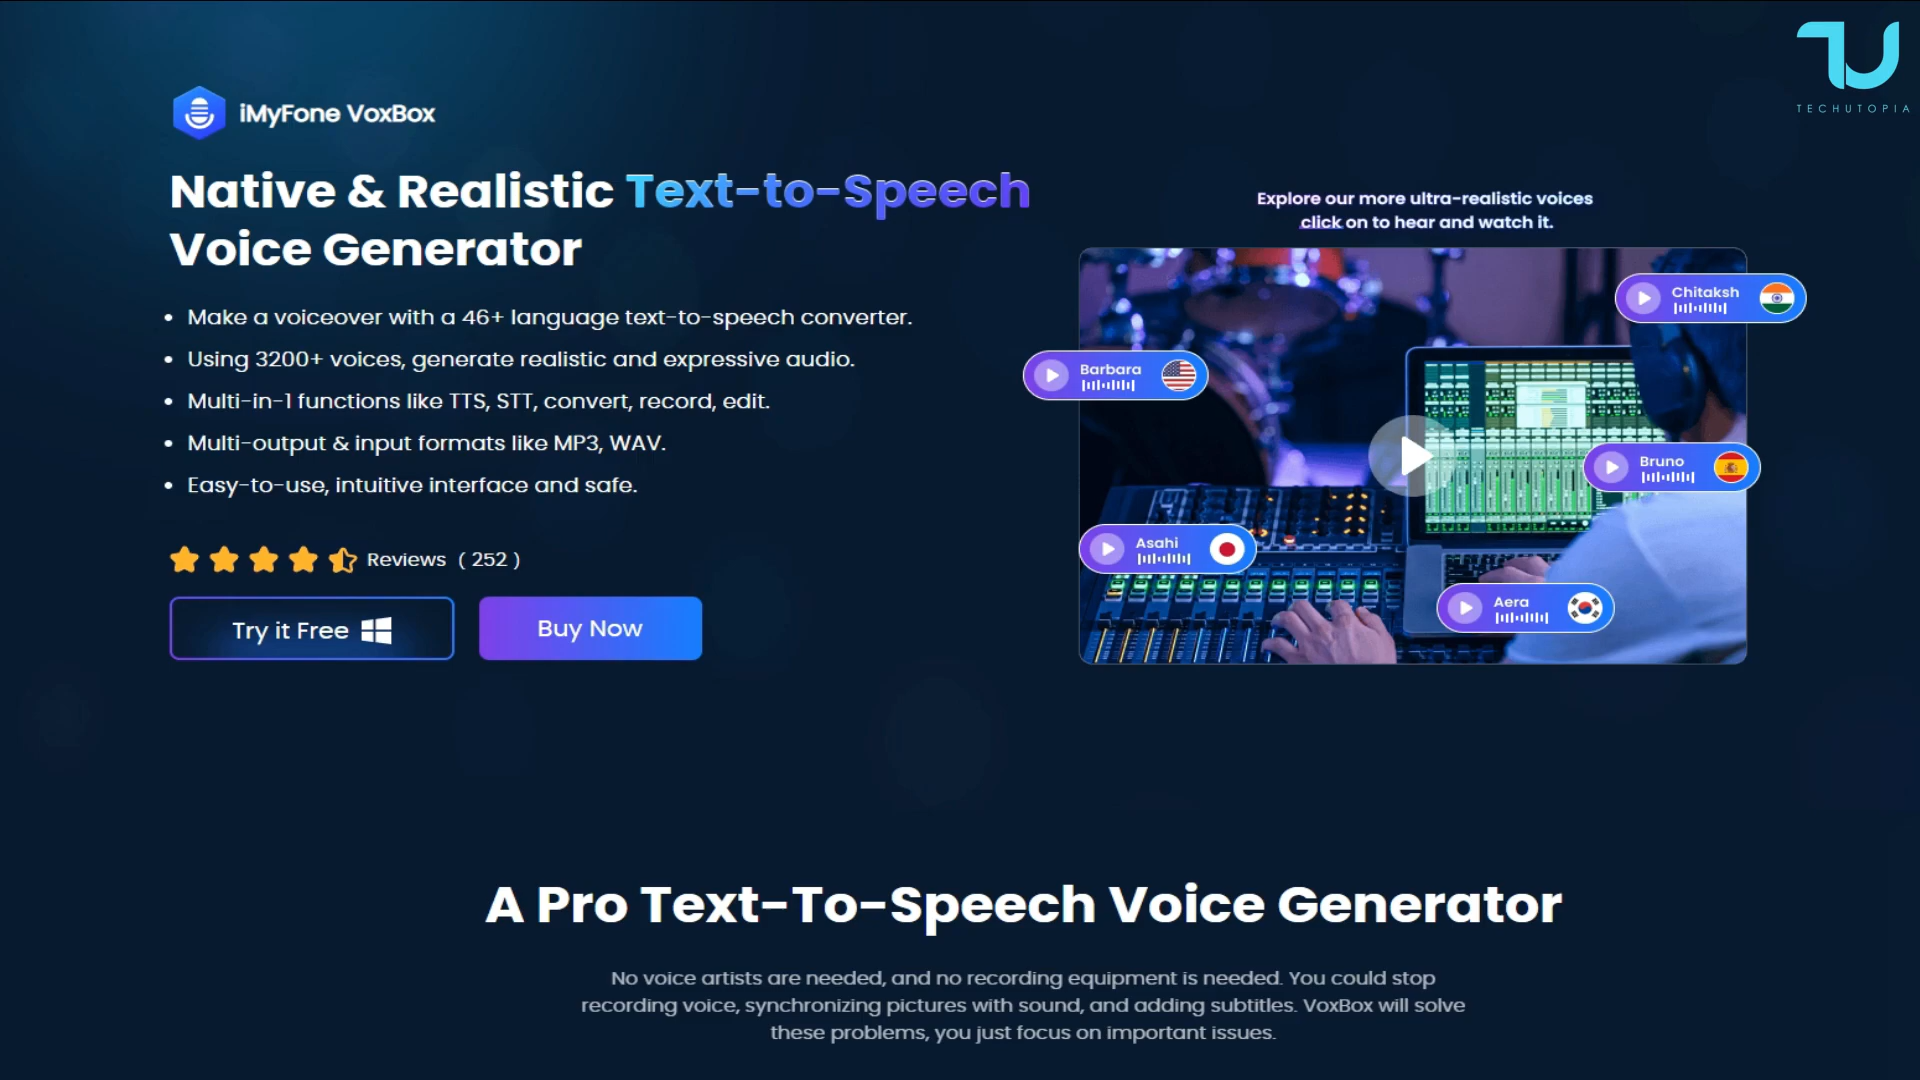 TECHUTOPIA
iMyFone VoxBox
Native & Realistic Text-to-Speech
Voice Generator
• Make a voiceover with a 46+ language text-to-speech converter.
• Using 3200+ voices, generate realistic and expressive audio.
• Multi-in-1 functions like TTS, STT, convert, record, edit.
• Multi-output & input formats like MP3, WAV.
• Easy-to-use, intuitive interface and safe.
Reviews ( 252 )
Try it Free
Buy Now
Explore our more ultra-realistic voices
click on to hear and watch it.
Chitaksh
Barbara
Bruno
Asahi
Aera
A Pro Text-To-Speech Voice Generator
No voice artists are needed, and no recording equipment is needed. You could stop
recording voice, synchronizing pictures with sound, and adding subtitles. VoxBox will solve
these problems, you just focus on important issues.